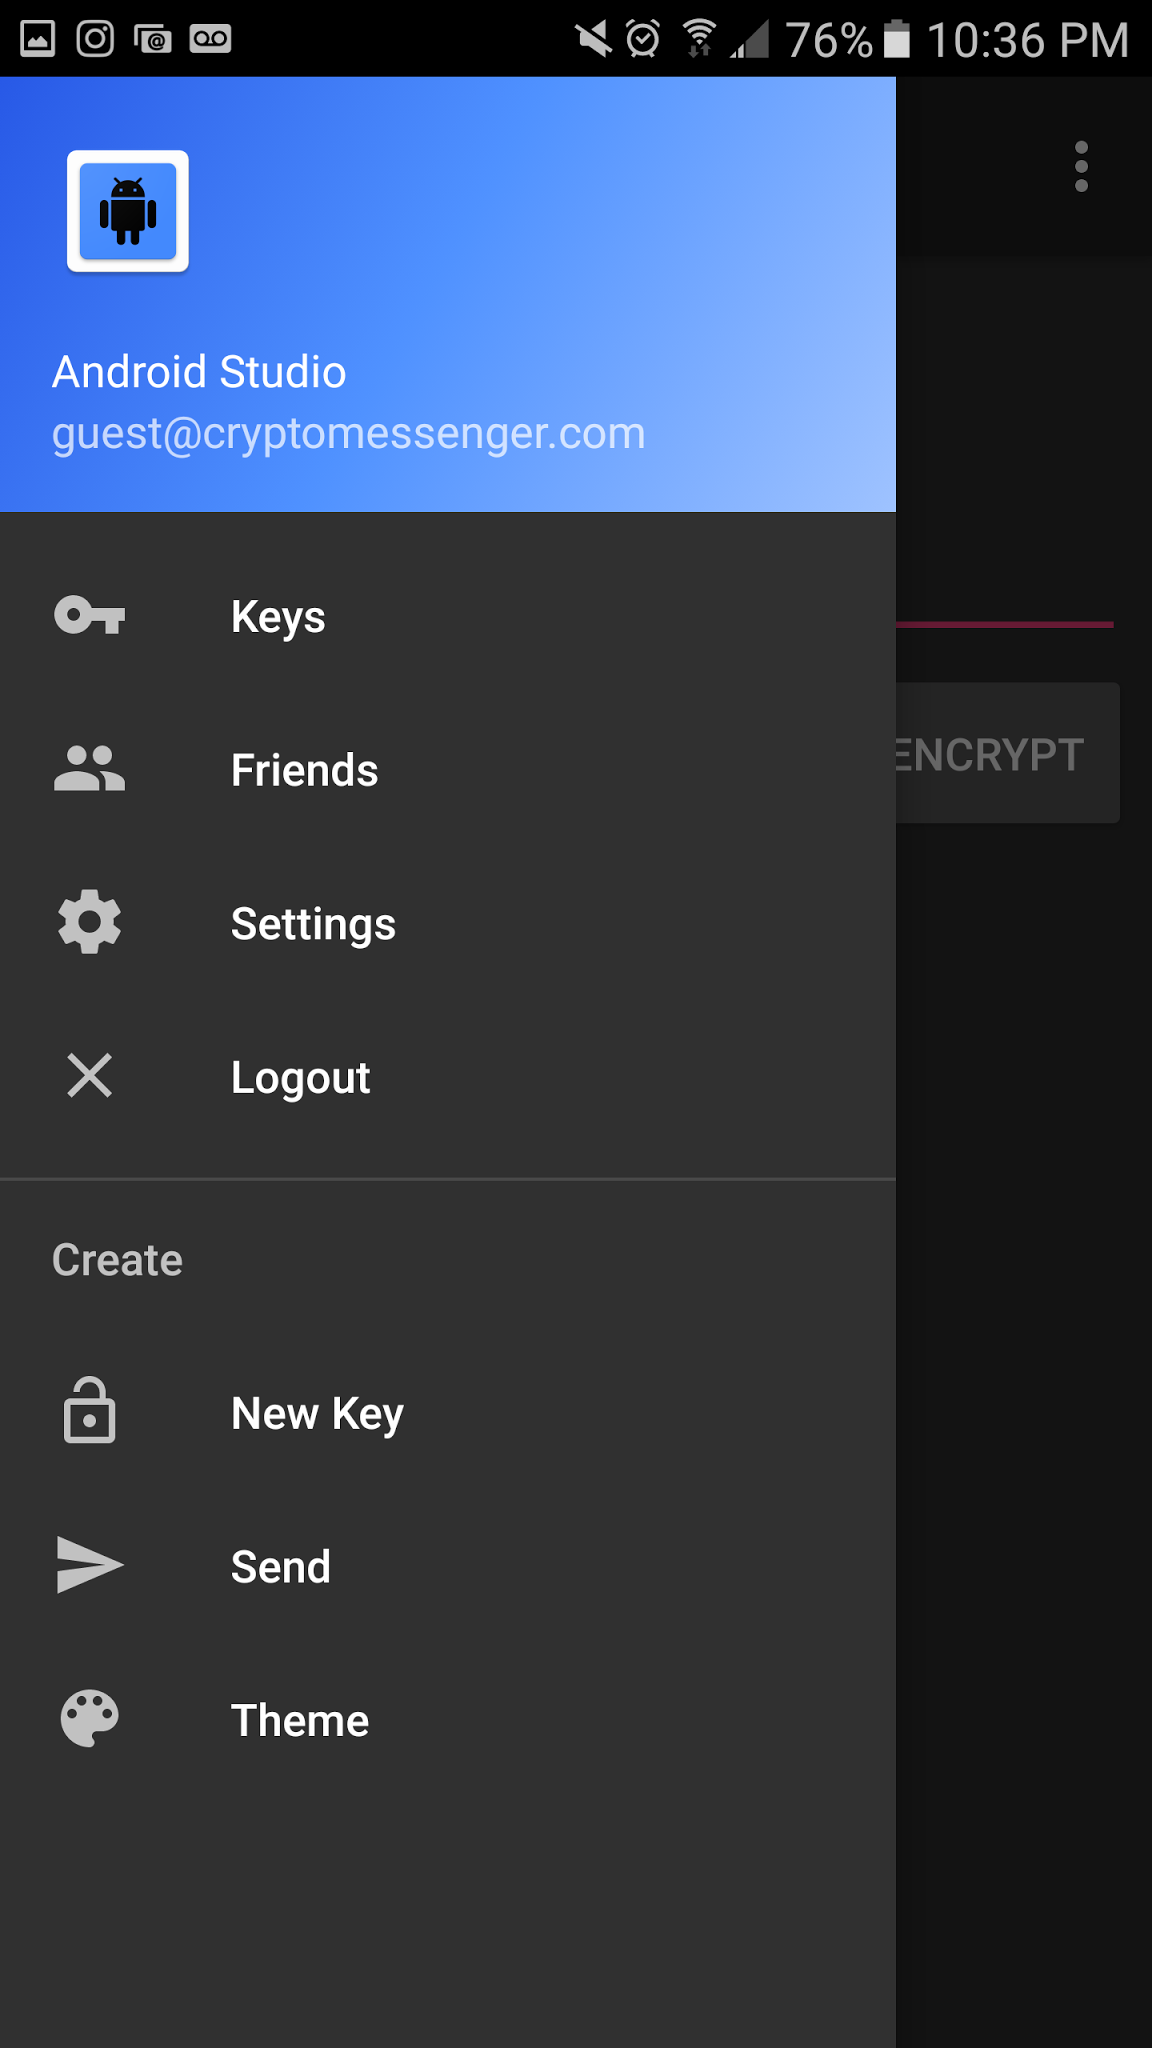 76% 10:36 PM
Android Studio
guest@cryptomessenger.com
Keys
Friends
ENCRYPT
Settings
Logout
Create
New Key
Send
Theme